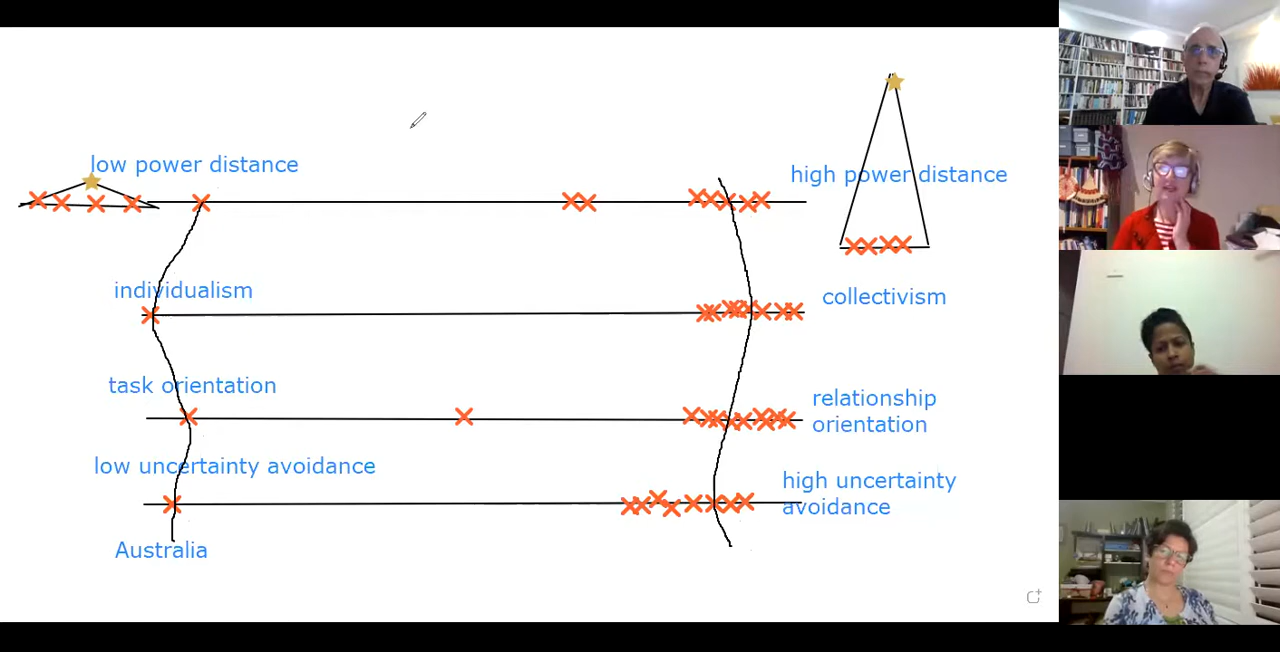 low power distance
high power distance
individualism
collectivism
task orientation
relationship
orientation
low uncertainty avoidance
high uncertainty
avoidance
Australia